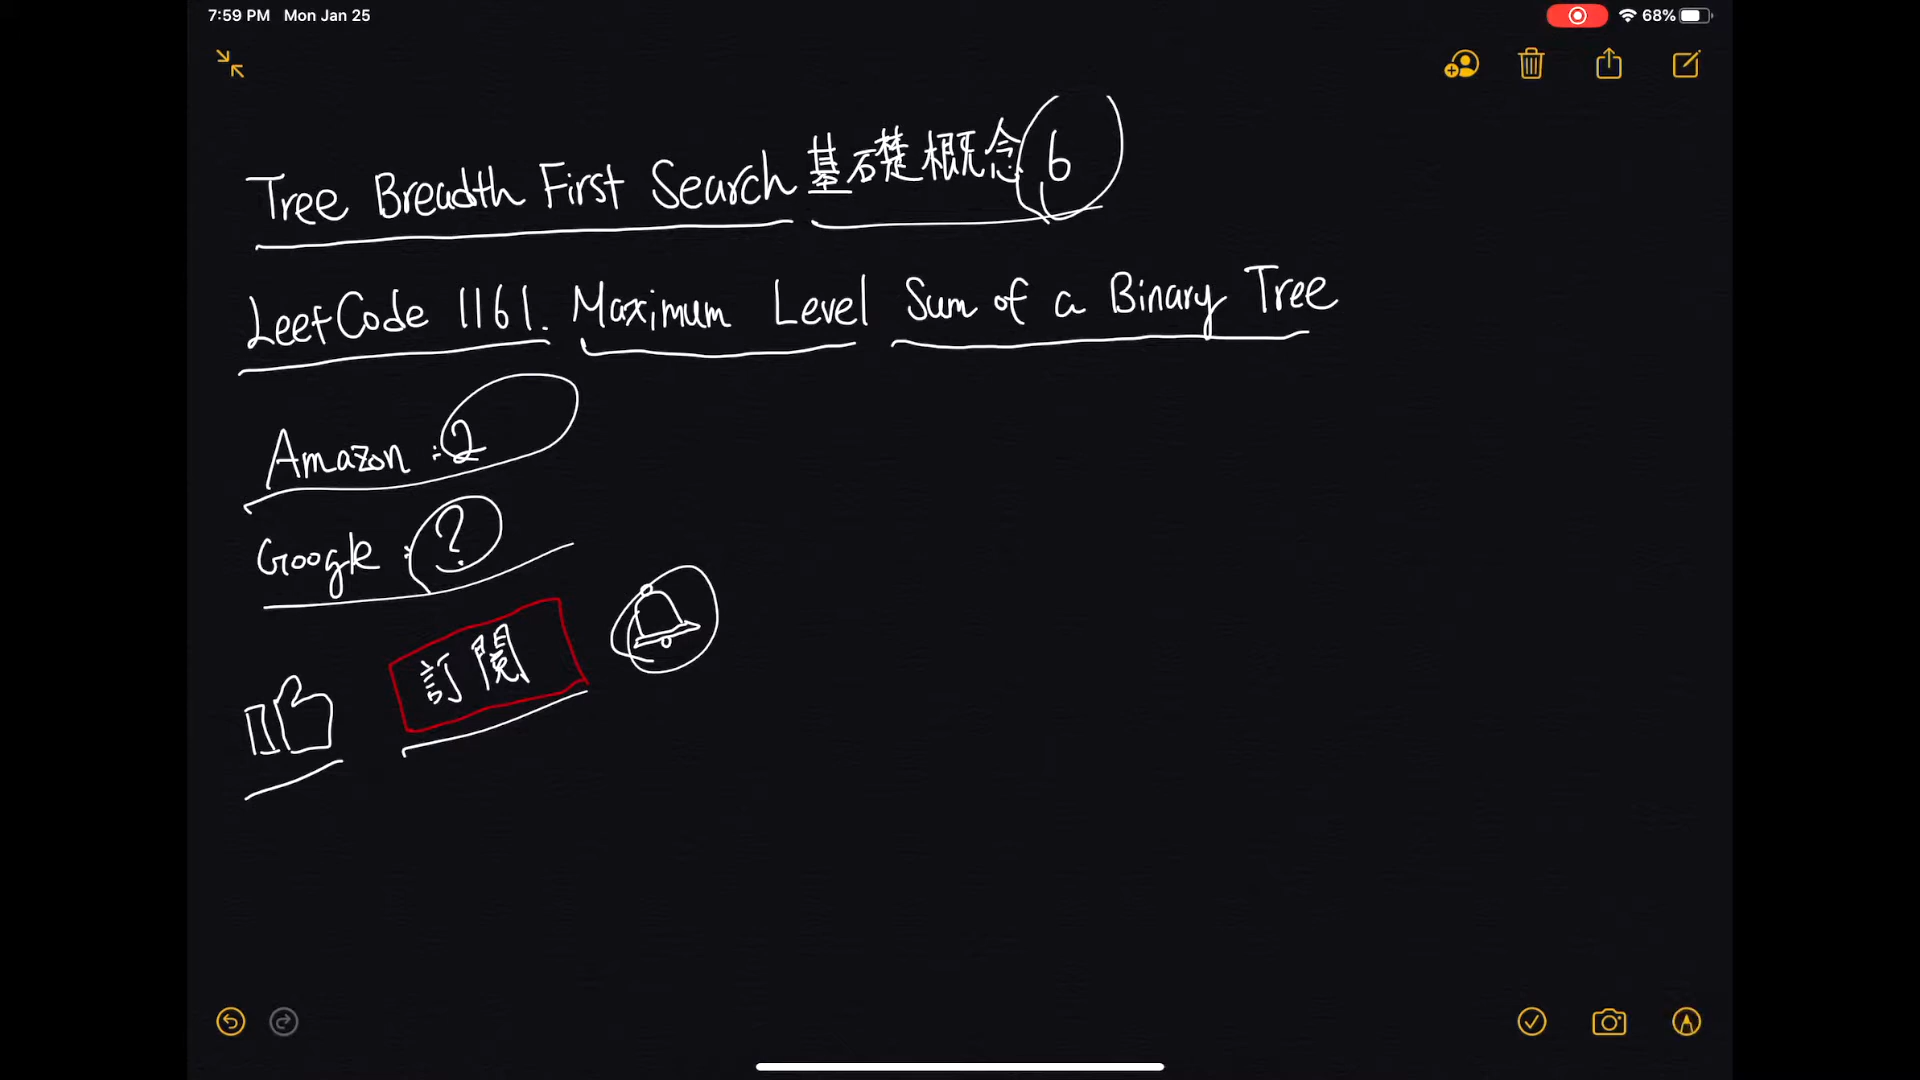 7:59 PM Mon Jan 25 68%
Tree Breadth First Search 基礎概念 6
LeetCode 1161. Maximum Level Sum of a Binary Tree
Amazon : 2
Google : ?
訂閱